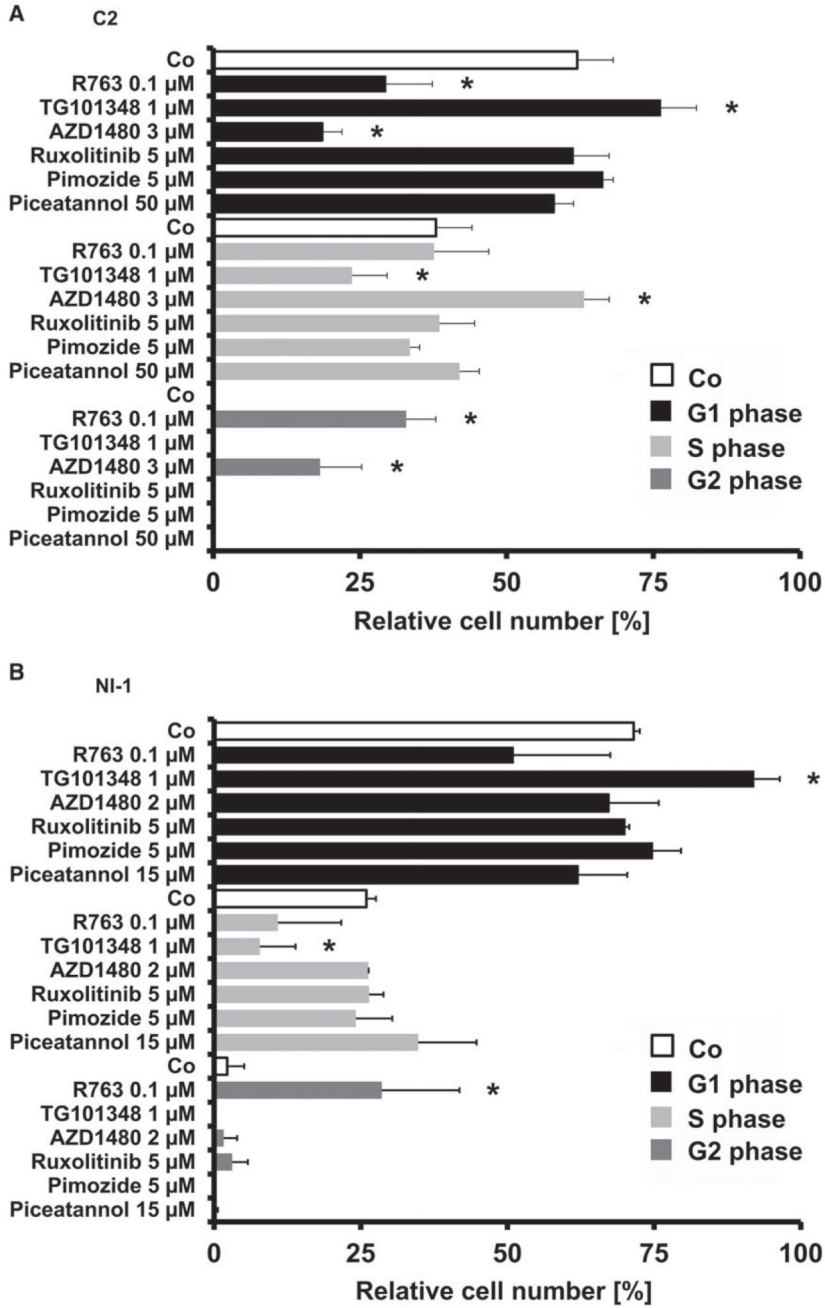 A
C2
Co
R763 0.1 µM
*
TG101348 1 µM
*
AZD1480 3 µM
*
Ruxolitinib 5 µM
Pimozide 5 µM
Piceatannol 50 µM
Co
R763 0.1 µM
TG101348 1 µM
*
AZD1480 3 µM
*
Ruxolitinib 5 µM
Pimozide 5 µM
Piceatannol 50 µM
Co
R763 0.1 µM
*
TG101348 1 µM
AZD1480 3 µM
*
Ruxolitinib 5 µM
Pimozide 5 µM
Piceatannol 50 µM
Co
G1 phase
S phase
G2 phase
0 25 50 75 100
Relative cell number [%]
B
NI-1
Co
R763 0.1 µM
TG101348 1 µM
*
AZD1480 2 µM
Ruxolitinib 5 µM
Pimozide 5 µM
Piceatannol 15 µM
Co
R763 0.1 µM
TG101348 1 µM
*
AZD1480 2 µM
Ruxolitinib 5 µM
Pimozide 5 µM
Piceatannol 15 µM
Co
R763 0.1 µM
*
TG101348 1 µM
AZD1480 2 µM
Ruxolitinib 5 µM
Pimozide 5 µM
Piceatannol 15 µM
Co
G1 phase
S phase
G2 phase
0 25 50 75 100
Relative cell number [%]